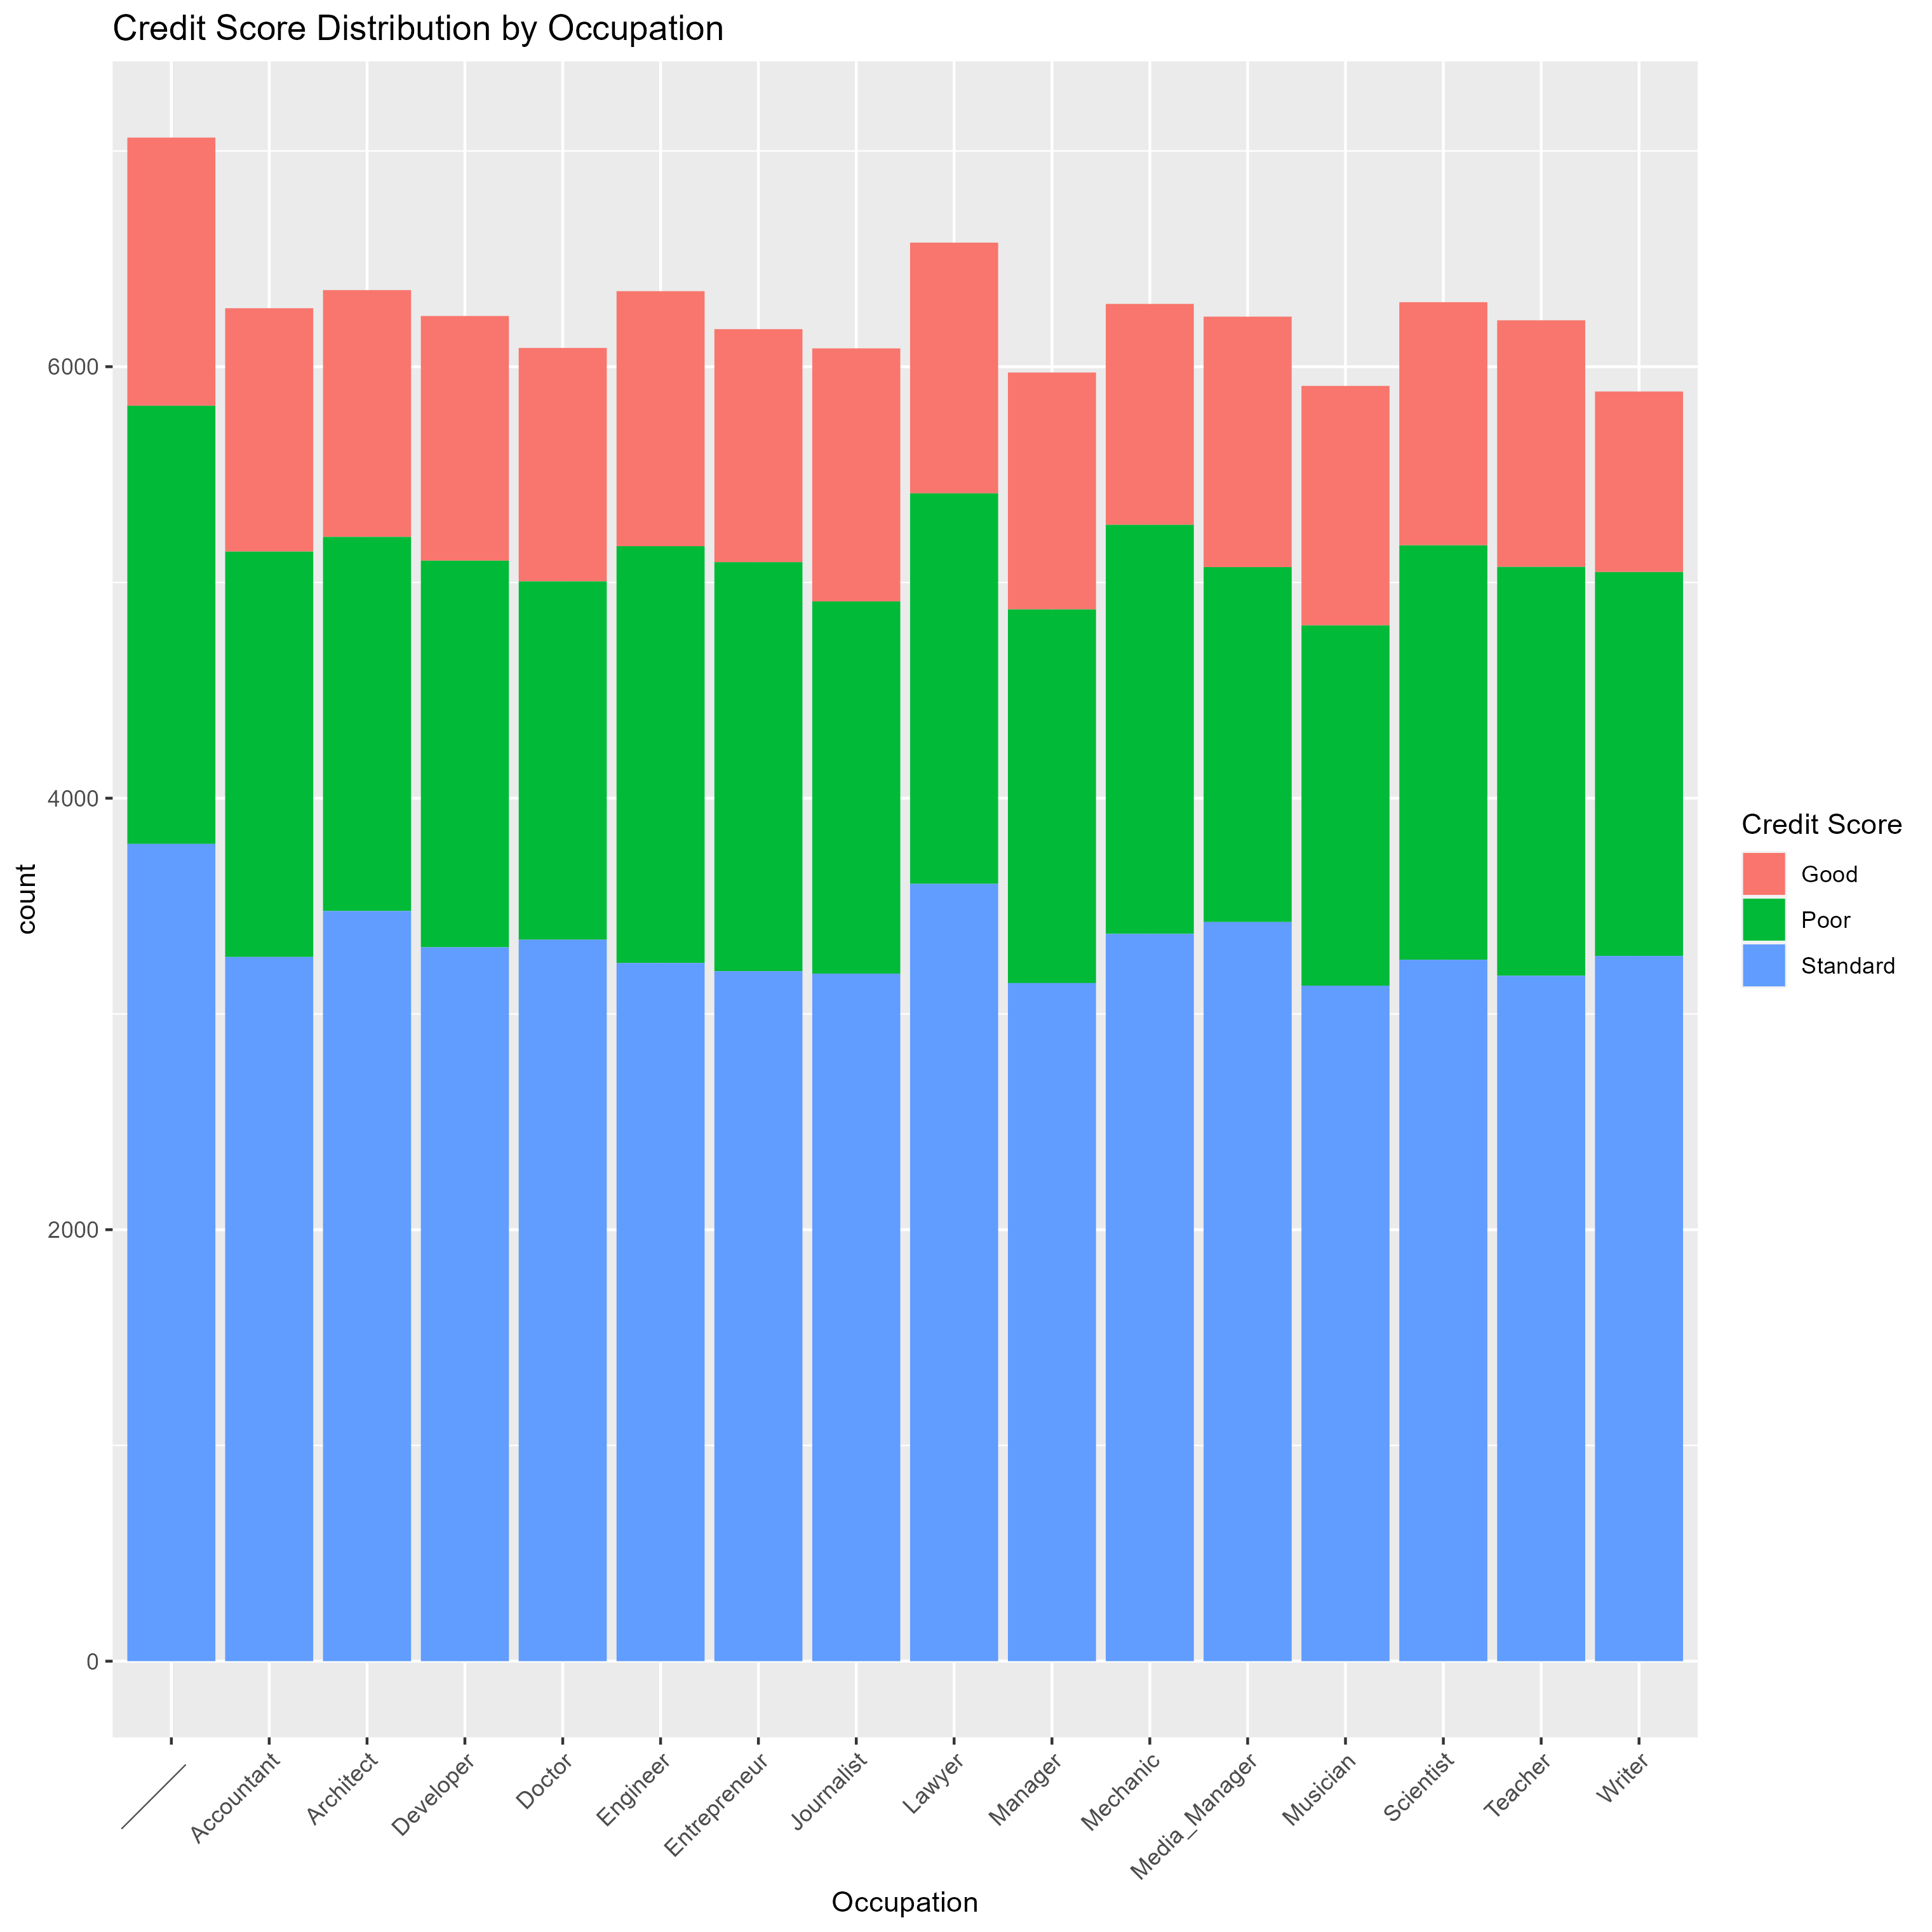 Credit Score Distribution by Occupation
6000
4000
2000
0
count
_______
Accountant
Architect
Developer
Doctor
Engineer
Entrepreneur
Journalist
Lawyer
Manager
Mechanic
Media_Manager
Musician
Scientist
Teacher
Writer
Occupation
Credit Score
Good
Poor
Standard